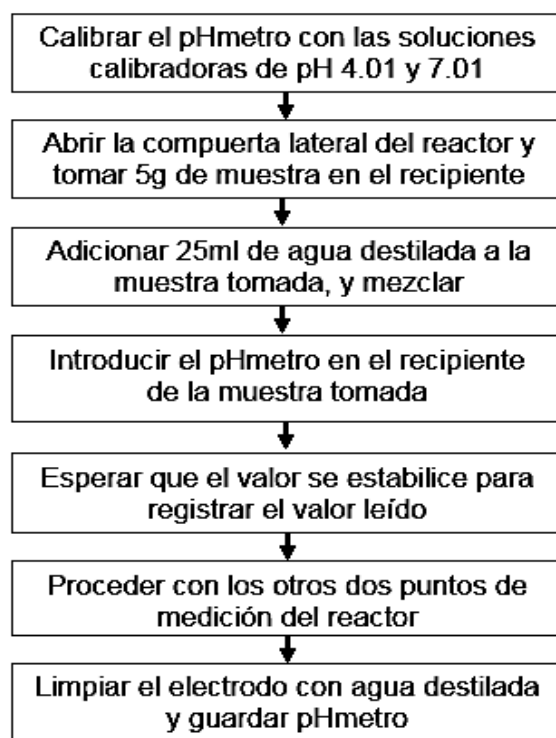 Calibrar el pHmetro con las soluciones
calibradoras de pH 4.01 y 7.01
Abrir la compuerta lateral del reactor y
tomar 5g de muestra en el recipiente
Adicionar 25ml de agua destilada a la
muestra tomada, y mezclar
Introducir el pHmetro en el recipiente
de la muestra tomada
Esperar que el valor se estabilice para
registrar el valor leído
Proceder con los otros dos puntos de
medición del reactor
Limpiar el electrodo con agua destilada
y guardar pHmetro